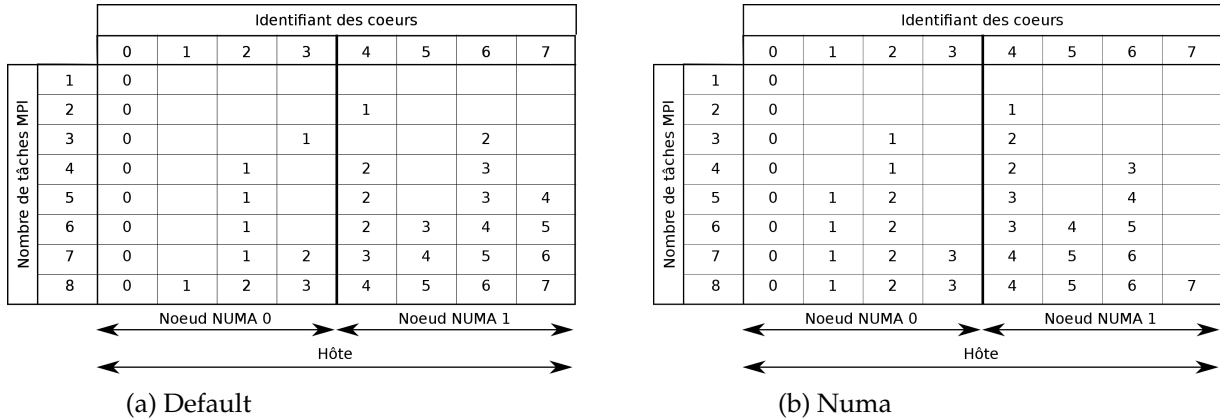 Identifiant des coeurs
0 1 2 3 4 5 6 7
Nombre de tâches MPI
1 0
2 0 1
3 0 1 2
4 0 1 2 3
5 0 1 2 3 4
6 0 1 2 3 4 5
7 0 1 2 3 4 5 6
8 0 1 2 3 4 5 6 7
Noeud NUMA 0 Noeud NUMA 1
Hôte
(a) Default
Identifiant des coeurs
0 1 2 3 4 5 6 7
Nombre de tâches MPI
1 0
2 0 1
3 0 1 2
4 0 1 2 3
5 0 1 2 3 4
6 0 1 2 3 4 5
7 0 1 2 3 4 5 6
8 0 1 2 3 4 5 6 7
Noeud NUMA 0 Noeud NUMA 1
Hôte
(b) Numa